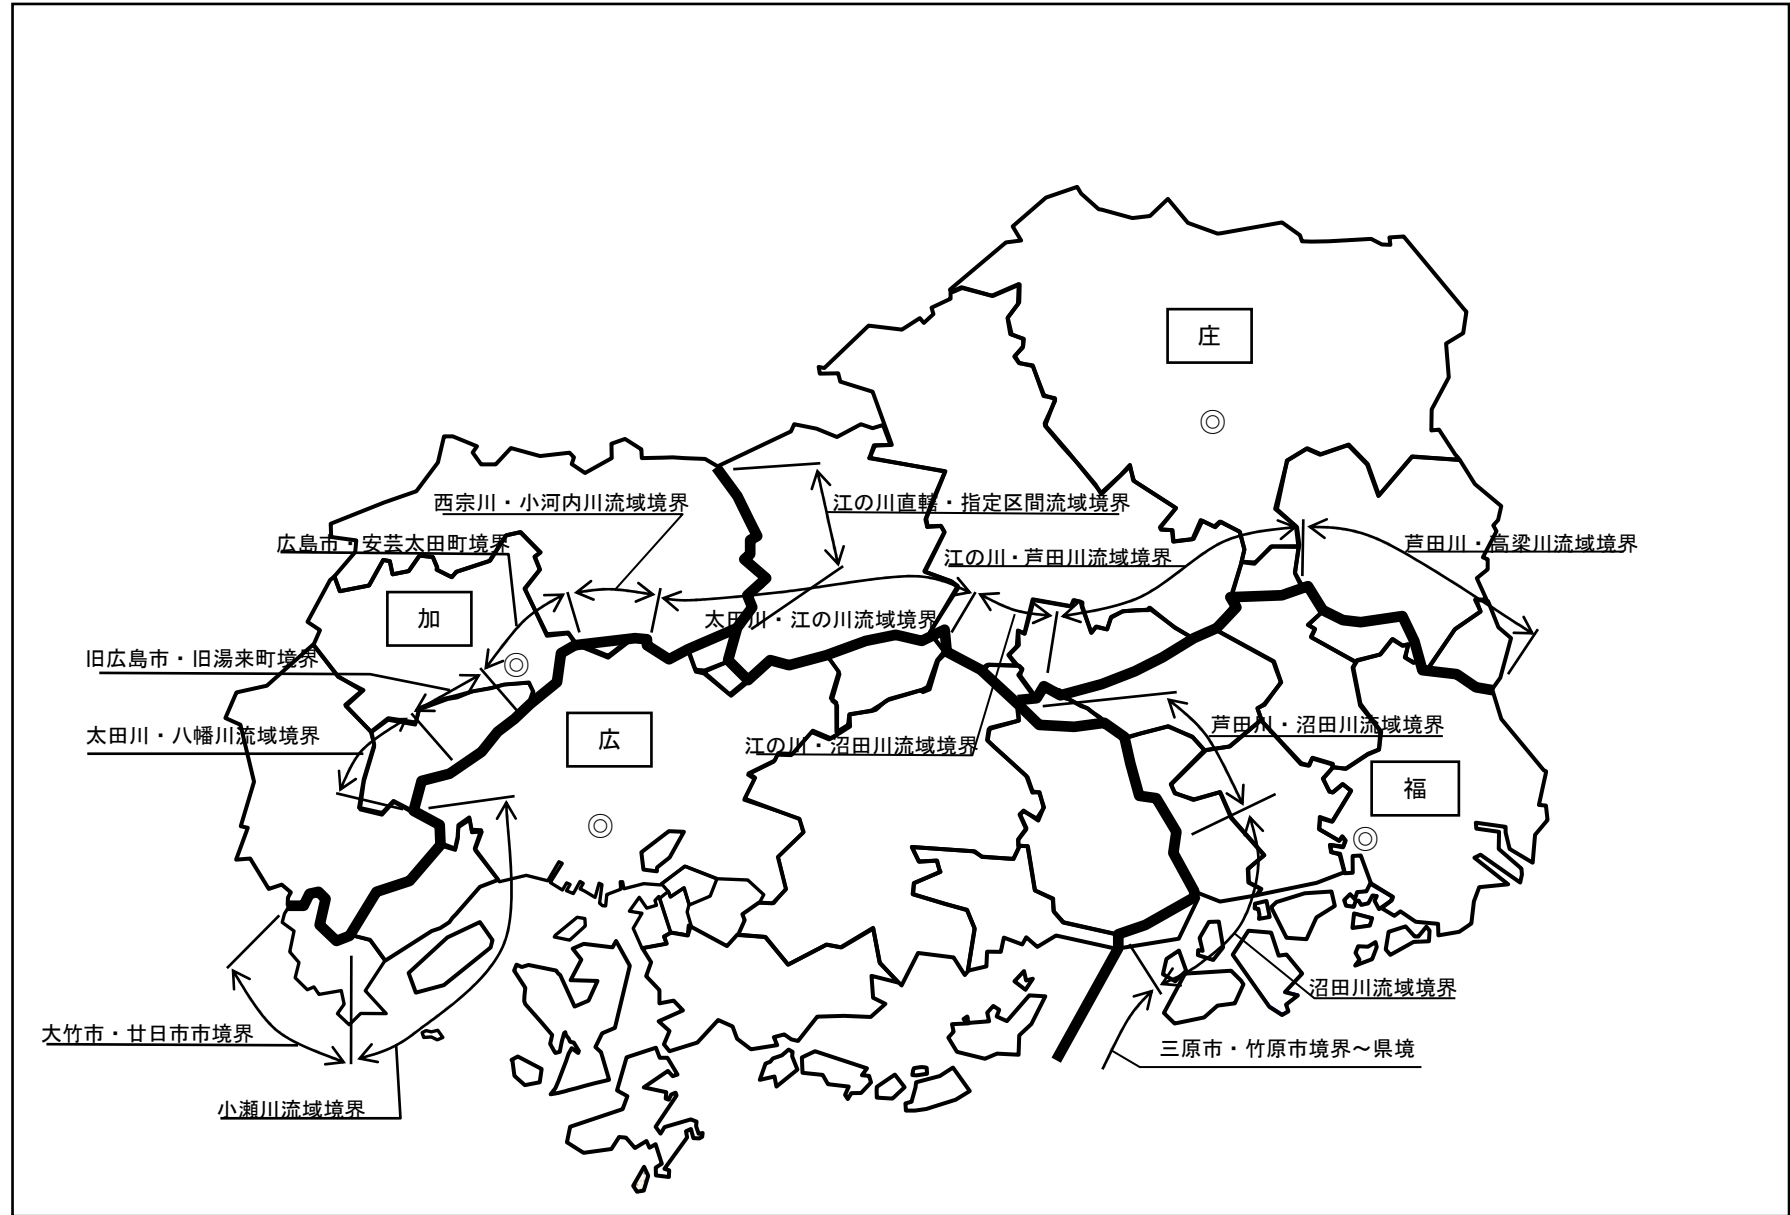 庄
西宗川・小河内川流域境界
江の川直轄・指定区間流域境界
広島市・安芸太田町境界
江の川・芦田川流域境界
芦田川・高梁川流域境界
加
太田川・江の川流域境界
旧広島市・旧湯来町境界
太田川・八幡川流域境界
広
江の川・沼田川流域境界
芦田川・沼田川流域境界
福
沼田川流域境界
大竹市・廿日市市境界
三原市・竹原市境界～県境
小瀬川流域境界